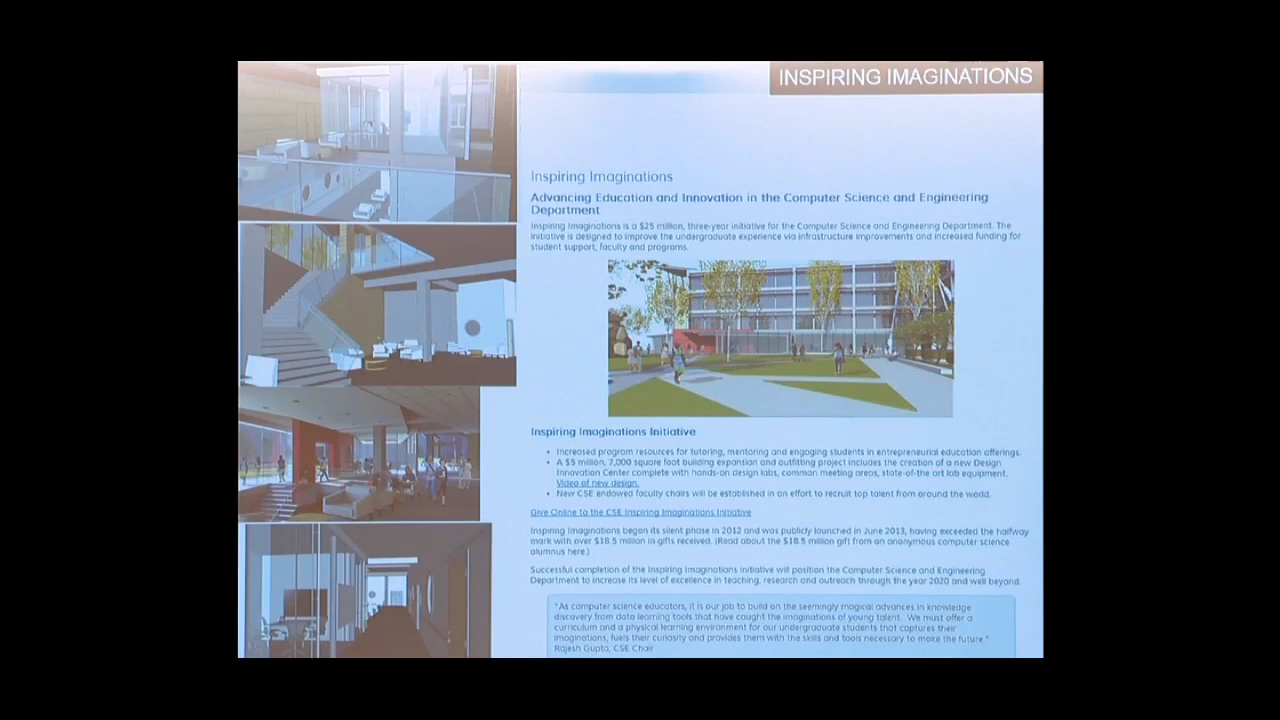 INSPIRING IMAGINATIONS
Inspiring Imaginations
Advancing Education and Innovation in the Computer Science and Engineering
Department
Inspiring Imaginations is a $25 million, three-year initiative for the Computer Science and Engineering Department. The
initiative is designed to improve the undergraduate experience via infrastructure improvements and increased funding for
student support, faculty and programs.
Inspiring Imaginations Initiative
• Increased program resources for tutoring, mentoring and engaging students in entrepreneurial education offerings.
• A $5 million, 7,000 square foot building expansion and outfitting project includes the creation of a new Design
Innovation Center complete with hands-on design labs, common meeting areas, state-of-the art lab equipment.
Video of new design.
• New CSE endowed faculty chairs will be established in an effort to recruit top talent from around the world.
Give Online to the CSE Inspiring Imaginations Initiative
Inspiring Imaginations began its silent phase in 2012 and was publicly launched in June 2013, having exceeded the halfway
mark with over $18.5 million in gifts received. (Read about the $18.5 million gift from an anonymous computer science
alumnus here.)
Successful completion of the Inspiring Imaginations Initiative will position the Computer Science and Engineering
Department to increase its level of excellence in teaching, research and outreach through the year 2020 and well beyond.
"As computer science educators, it is our job to build on the seemingly magical advances in knowledge
discovery from data learning tools that have caught the imaginations of young talent. We must offer a
curriculum and a physical learning environment for our undergraduate students that captures their
imaginations, fuels their curiosity and provides them with the skills and tools necessary to make the future."
Rajesh Gupta, CSE Chair